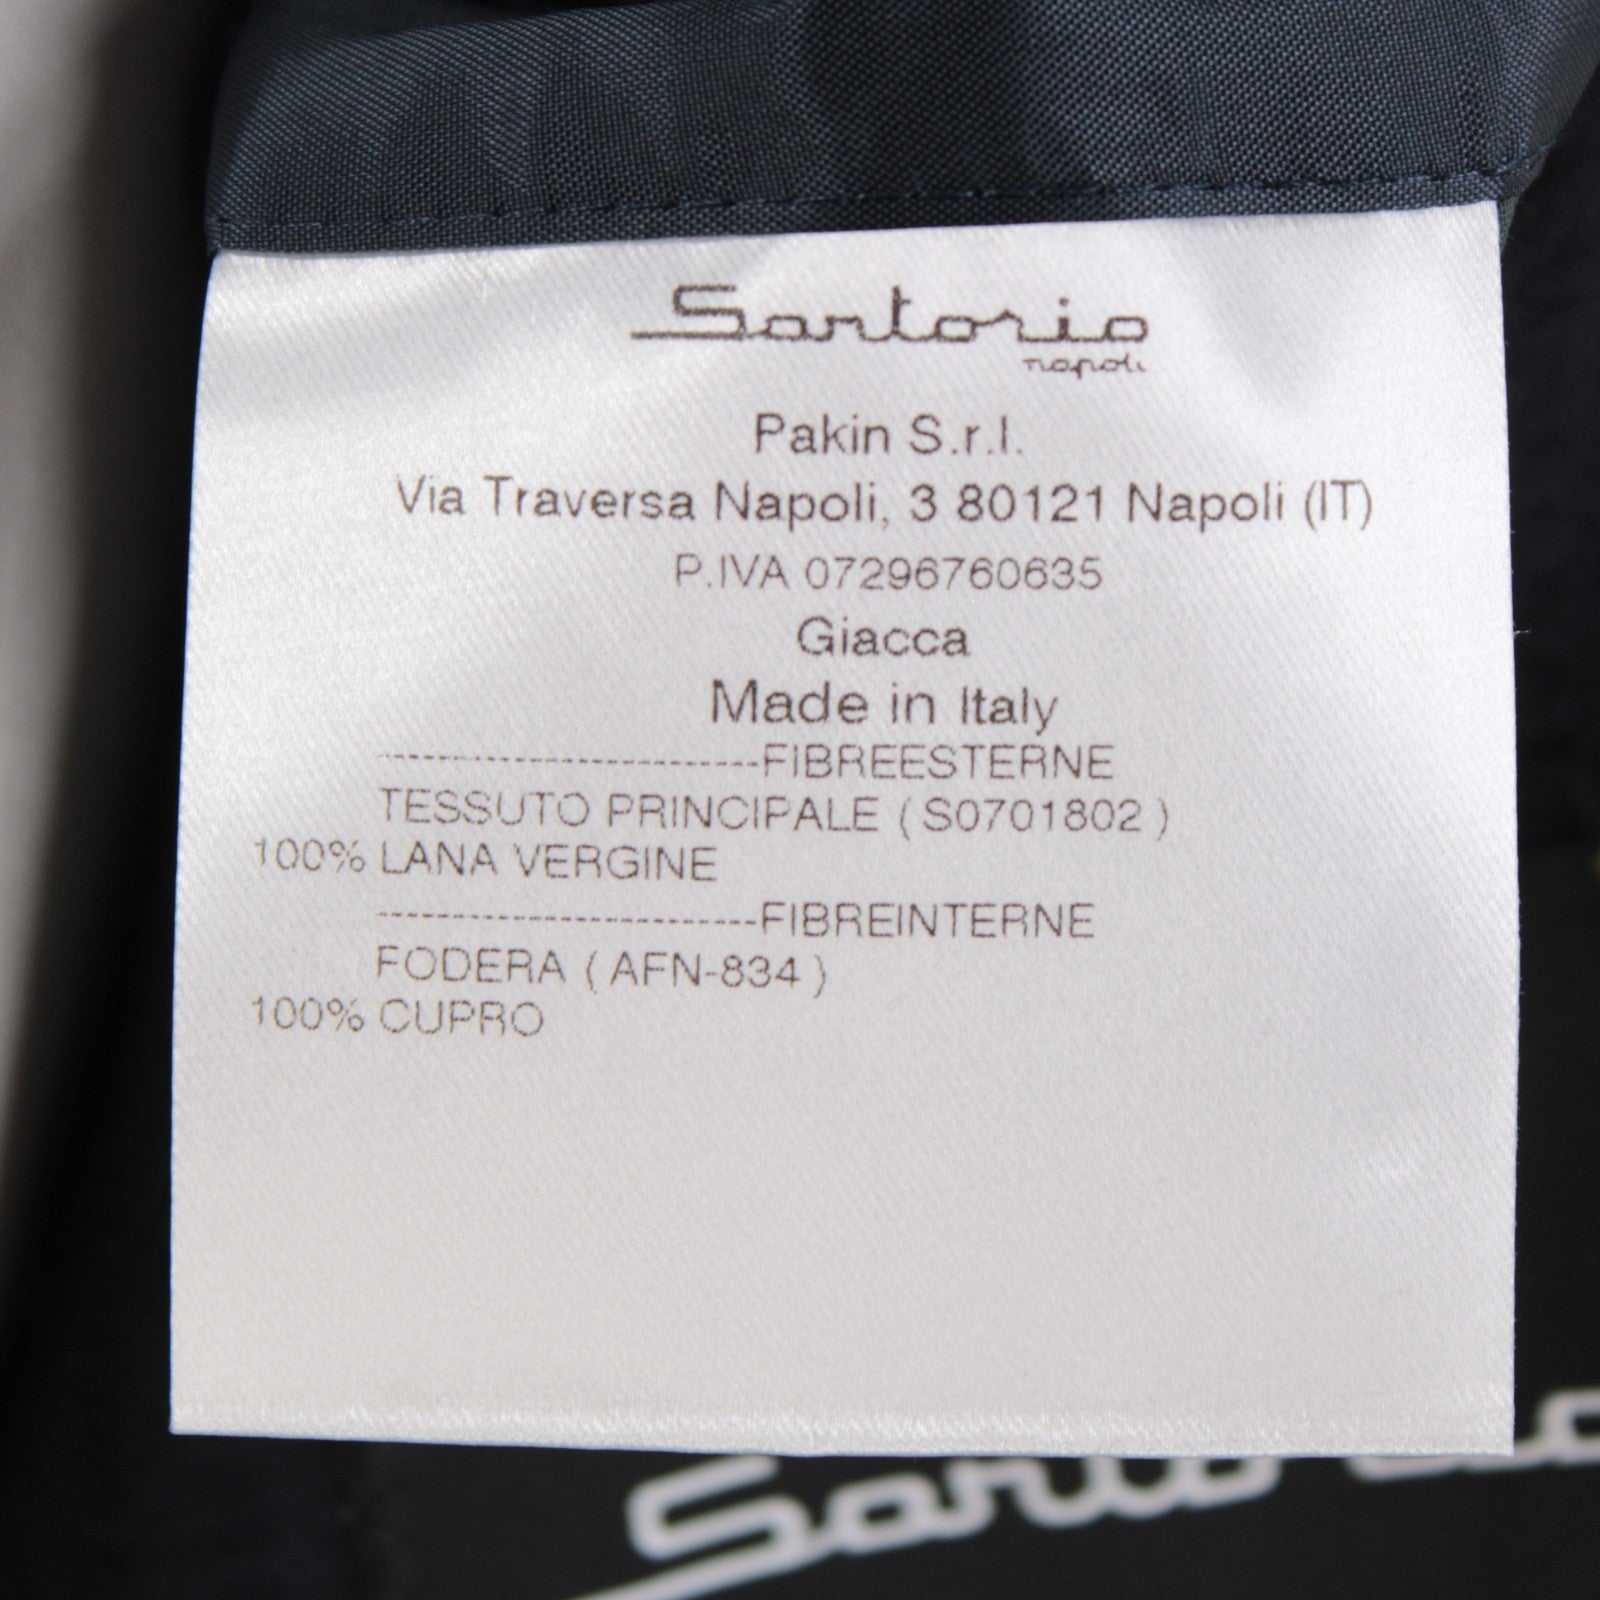 Sartorio
napoli
Pakin S.r.l.
Via Traversa Napoli, 3 80121 Napoli (IT)
P.IVA 07296760635
Giacca
Made in Italy
--------------------------FIBREESTERNE
TESSUTO PRINCIPALE ( S0701802 )
100% LANA VERGINE
--------------------------FIBREINTERNE
FODERA ( AFN-834 )
100% CUPRO